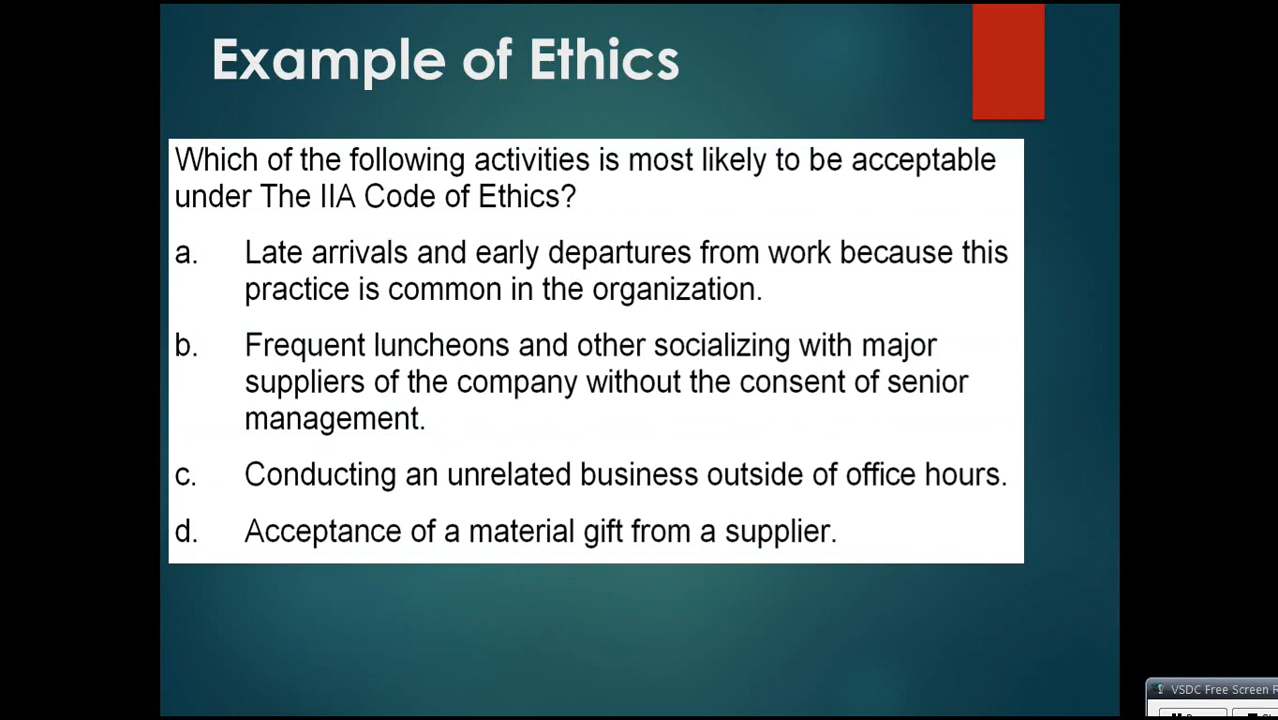 Example of Ethics
Which of the following activities is most likely to be acceptable
under The IIA Code of Ethics?
a. Late arrivals and early departures from work because this
practice is common in the organization.
b. Frequent luncheons and other socializing with major
suppliers of the company without the consent of senior
management.
c. Conducting an unrelated business outside of office hours.
d. Acceptance of a material gift from a supplier.
VSDC Free Screen